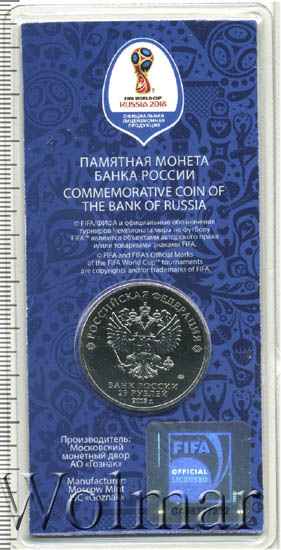 FIFA WORLD CUP
RUSSIA 2018
ОФИЦИАЛЬНАЯ
ЛИЦЕНЗИОННАЯ
ПРОДУКЦИЯ
ПАМЯТНАЯ МОНЕТА
БАНКА РОССИИ
COMMEMORATIVE COIN OF
THE BANK OF RUSSIA
© FIFA/ФИФА и официальные обозначения
турниров Чемпионата мира по футболу
FIFA™ являются объектами авторского права
и/или товарными знаками FIFA.
© FIFA and FIFA's Official Marks
of the FIFA World Cup™ tournaments
are copyrights and/or trademarks of FIFA.
РОССИЙСКАЯ ФЕДЕРАЦИЯ
БАНК РОССИИ
25 РУБЛЕЙ
2018 г.
Производитель:
Московский
монетный двор
АО «Гознак»
Manufacturer:
Moscow Mint
JSC «Goznak»
FIFA
OFFICIAL
LICENSED
Wolmar